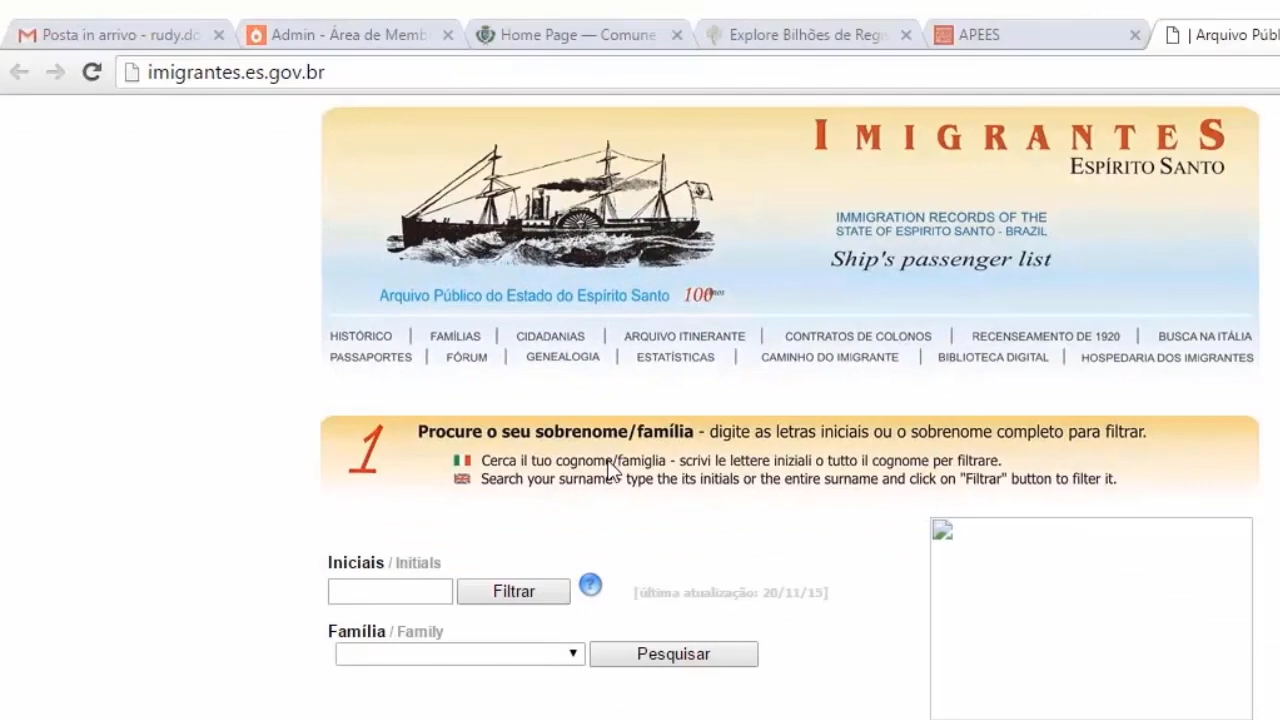 Posta in arrivo - rudy.do
Admin - Área de Memb
Home Page — Comune
Explore Bilhões de Regi
APEES
| Arquivo Públ
imigrantes.es.gov.br
IMIGRANTES
ESPÍRITO SANTO
IMMIGRATION RECORDS OF THE
STATE OF ESPIRITO SANTO - BRAZIL
Ship's passenger list
Arquivo Público do Estado do Espírito Santo 100 anos
HISTÓRICO | FAMÍLIAS | CIDADANIAS | ARQUIVO ITINERANTE | CONTRATOS DE COLONOS | RECENSEAMENTO DE 1920 | BUSCA NA ITÁLIA
PASSAPORTES | FÓRUM | GENEALOGIA | ESTATÍSTICAS | CAMINHO DO IMIGRANTE | BIBLIOTECA DIGITAL | HOSPEDARIA DOS IMIGRANTES
1 Procure o seu sobrenome/família - digite as letras iniciais ou o sobrenome completo para filtrar.
Cerca il tuo cognome/famiglia - scrivi le lettere iniziali o tutto il cognome per filtrare.
Search your surname - type the its initials or the entire surname and click on "Filtrar" button to filter it.
Iniciais / Initials
Filtrar ? [última atualização: 20/11/15]
Família / Family
Pesquisar